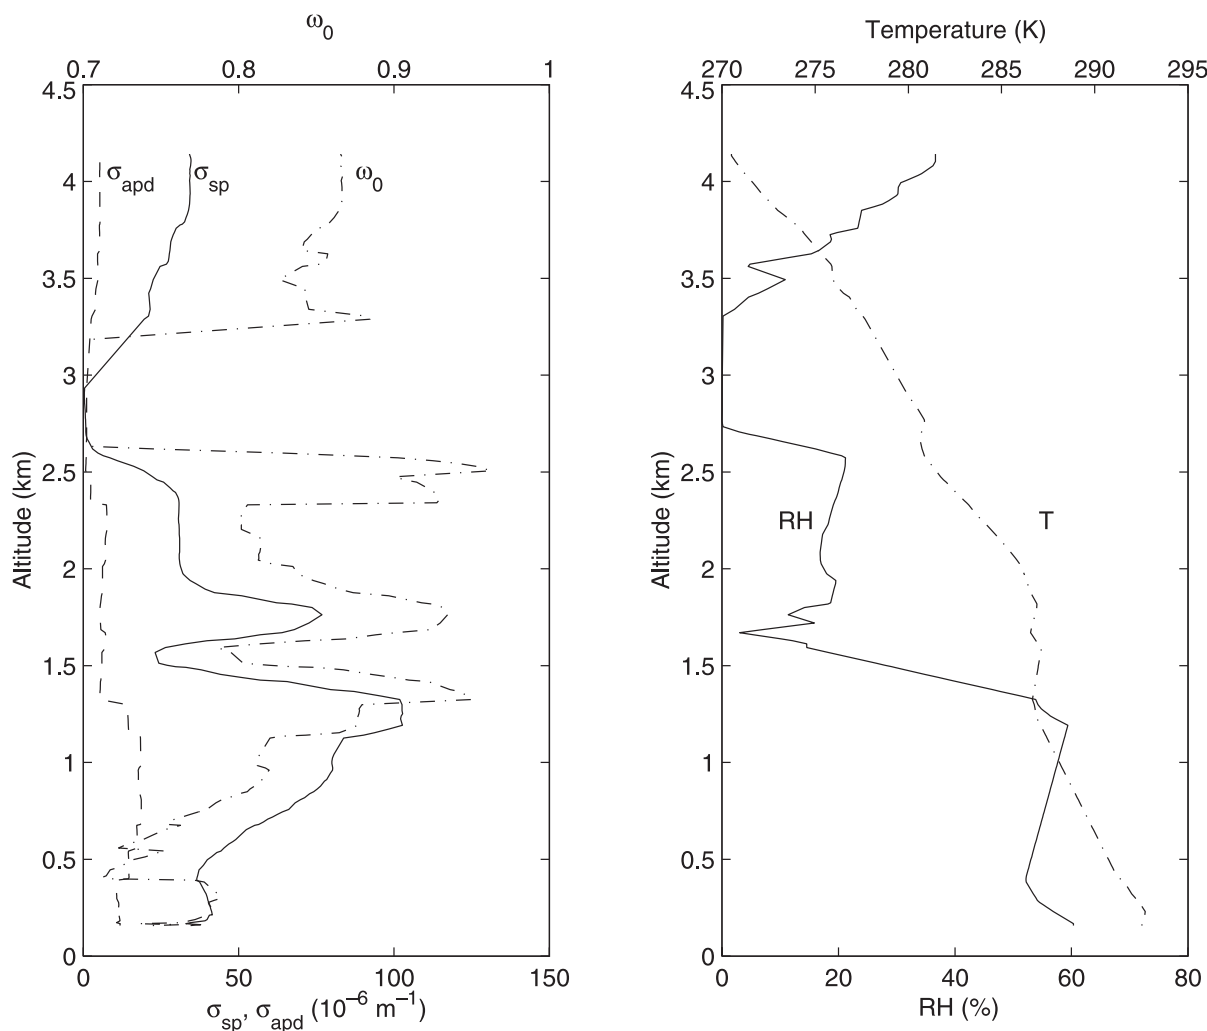 ω0
0.7 0.8 0.9 1
4.5
4
3.5
3
2.5
2
1.5
1
0.5
0
Altitude (km)
σapd σsp ω0
0 50 100 150
σsp, σapd (10−6 m−1)
Temperature (K)
270 275 280 285 290 295
4.5
4
3.5
3
2.5
2
1.5
1
0.5
0
Altitude (km)
RH T
0 20 40 60 80
RH (%)